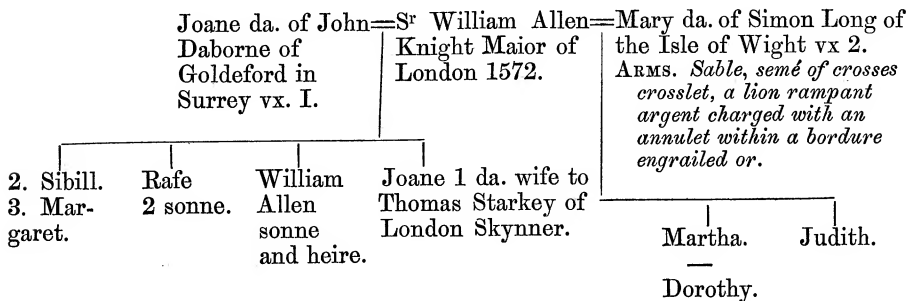 Joane da. of John=Sʳ William Allen=Mary da. of Simon Long of
Daborne of Knight Maior of the Isle of Wight vx 2.
Goldeford in London 1572. ARMS. Sable, semé of crosses
Surrey vx. I. crosslet, a lion rampant
argent charged with an
annulet within a bordure
engrailed or.
2. Sibill. Rafe William Joane 1 da. wife to
3. Mar- 2 sonne. Allen Thomas Starkey of
garet. sonne London Skynner.
and heire.
Martha. Judith.
Dorothy.